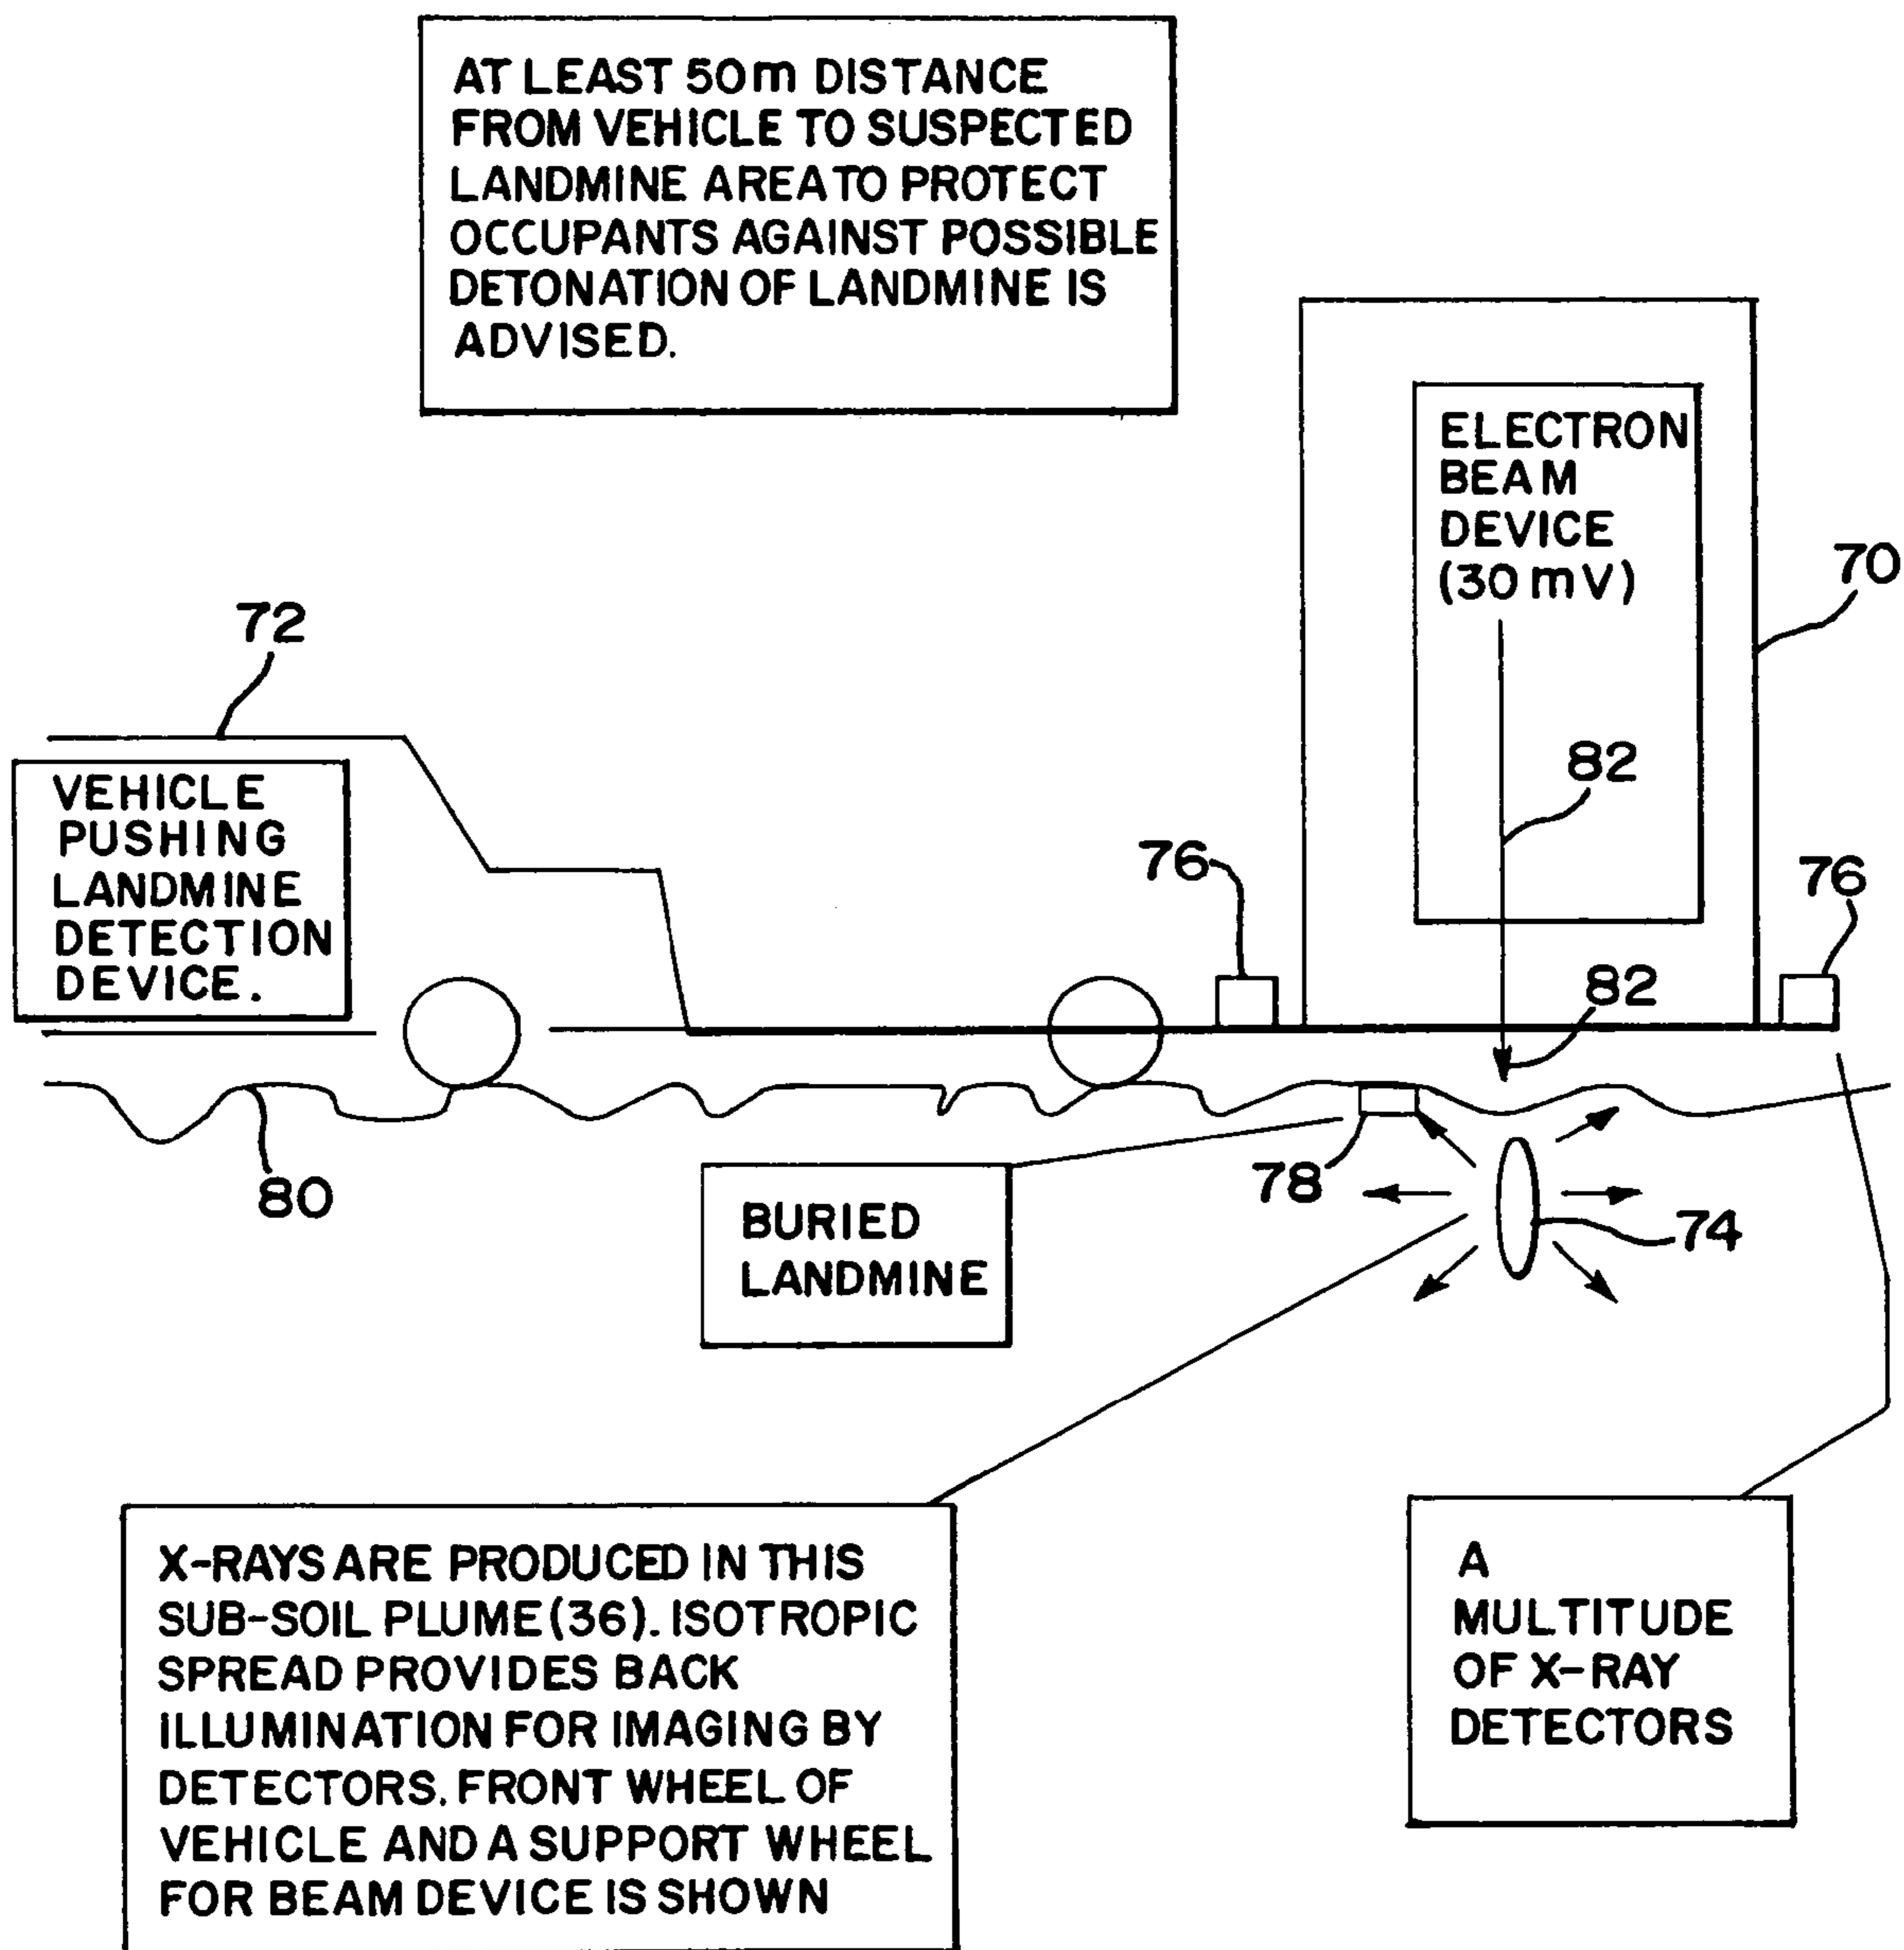 AT LEAST 50m DISTANCE
FROM VEHICLE TO SUSPECTED
LANDMINE AREA TO PROTECT
OCCUPANTS AGAINST POSSIBLE
DETONATION OF LANDMINE IS
ADVISED.
ELECTRON
BEAM
DEVICE
(30 mV)
70
72
82
VEHICLE
PUSHING
LANDMINE
DETECTION
DEVICE.
76
76
82
80
78
74
BURIED
LANDMINE
X-RAYS ARE PRODUCED IN THIS
SUB-SOIL PLUME (36). ISOTROPIC
SPREAD PROVIDES BACK
ILLUMINATION FOR IMAGING BY
DETECTORS. FRONT WHEEL OF
VEHICLE AND A SUPPORT WHEEL
FOR BEAM DEVICE IS SHOWN
A
MULTITUDE
OF X-RAY
DETECTORS